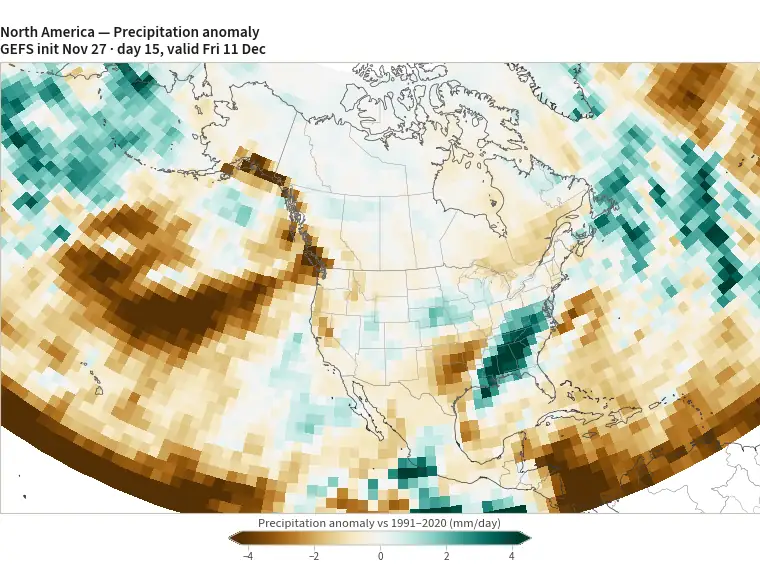 North America — Precipitation anomaly
GEFS init Nov 27 · day 15, valid Fri 11 Dec
Precipitation anomaly vs 1991–2020 (mm/day)
−4 −2 0 2 4